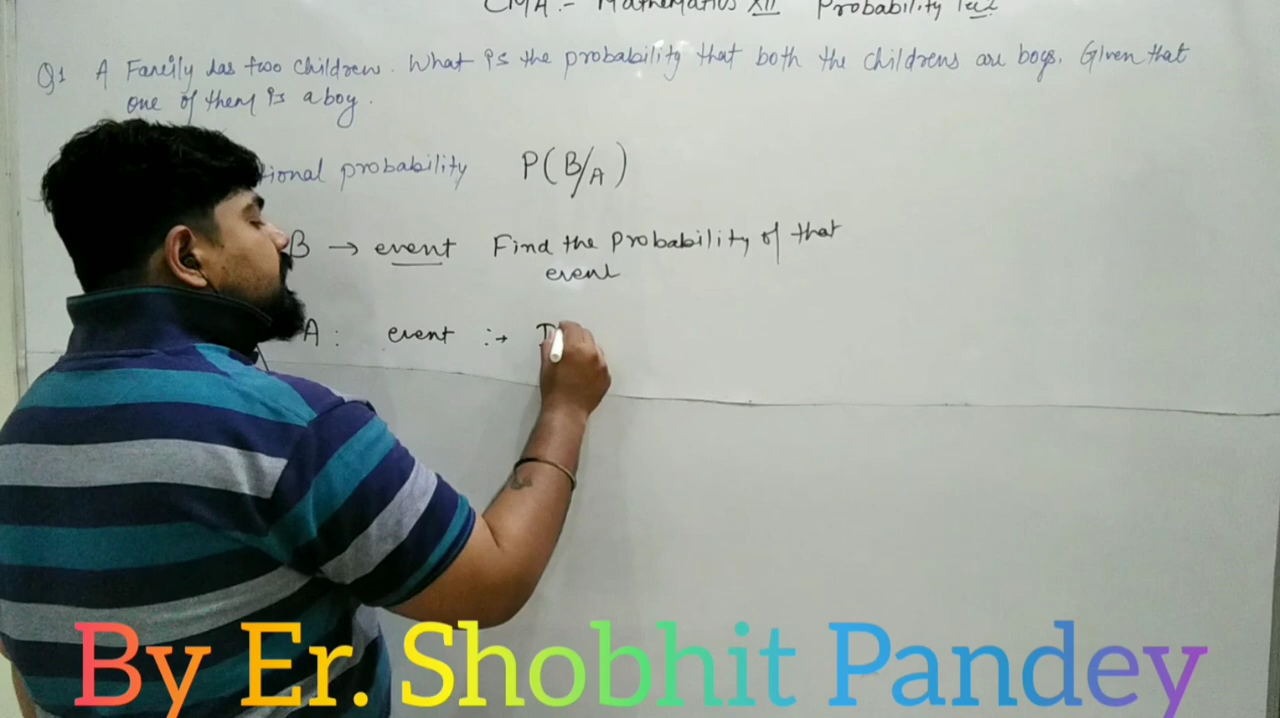 CMA:- Mathematics XII Probability Lec 2
Q1 A Family has two children. What is the probability that both the childrens are boys. Given that
one of them is a boy.
tional probability P(B/A)
B → event Find the Probability of that
event
A: event :→
By Er. Shobhit Pandey